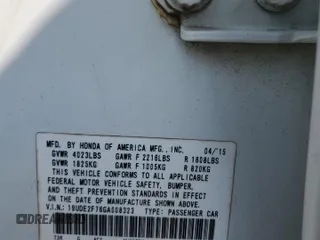 MFD. BY HONDA OF AMERICA MFG., INC. 04/15
GVWR 4023LBS GAWR F 2216LBS R 1808LBS
GVWR 1825KG GAWR F 1005KG R 820KG
THIS VEHICLE CONFORMS TO ALL APPLICABLE
FEDERAL MOTOR VEHICLE SAFETY, BUMPER,
AND THEFT PREVENTION STANDARDS IN EFFECT
ON THE DATE OF MANUFACTURE SHOWN ABOVE.
V.I.N.: 19UDE2F76GA008323 TYPE: PASSENGER CAR